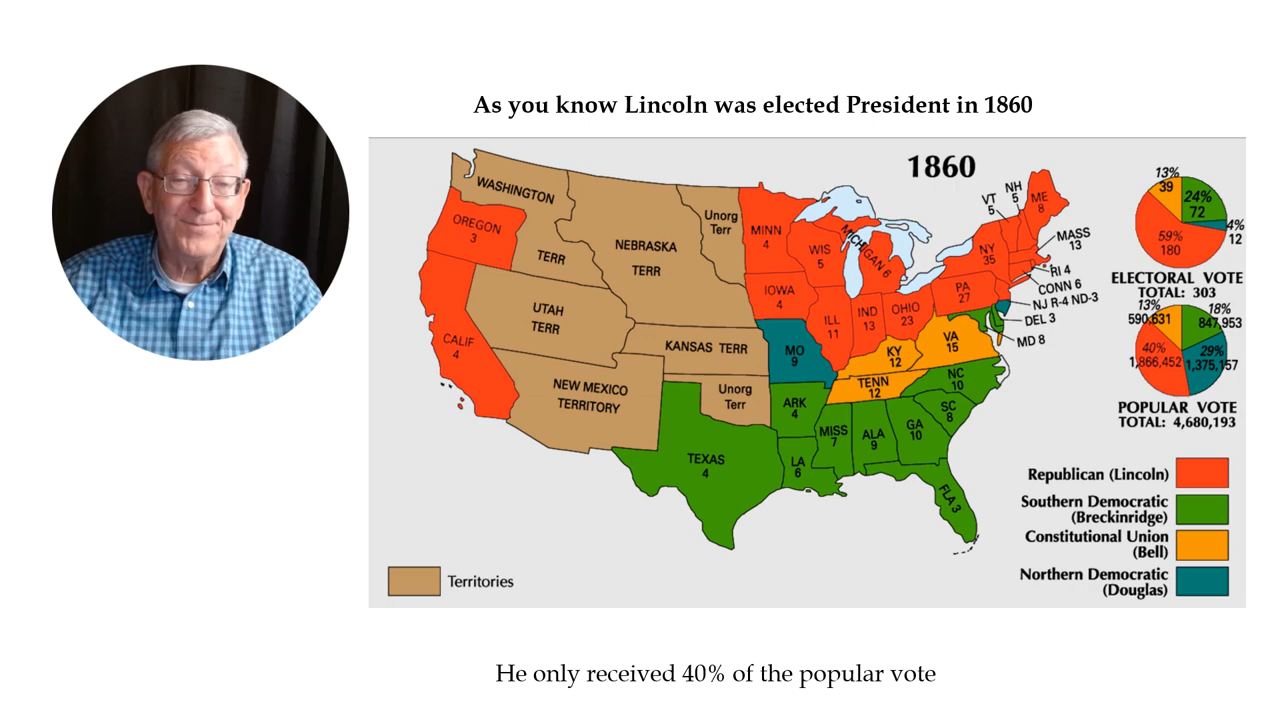 As you know Lincoln was elected President in 1860
1860
WASHINGTON
TERR
OREGON
3
CALIF
4
NEBRASKA
TERR
Unorg
Terr
UTAH
TERR
KANSAS TERR
NEW MEXICO
TERRITORY
Unorg
Terr
MINN
4
WIS
5
MICHIGAN 6
IOWA
4
ILL
11
IND
13
OHIO
23
PA
27
NY
35
VT
5
NH
5
ME
8
MASS
13
RI 4
CONN 6
NJ R-4 ND-3
DEL 3
MD 8
MO
9
KY
12
VA
15
TENN
12
NC
10
SC
8
ARK
4
MISS
7
ALA
9
GA
10
LA
6
TEXAS
4
FLA 3
13%
39
24%
72
4%
12
59%
180
ELECTORAL VOTE
TOTAL: 303
13%
590,631
18%
847,953
40%
1,866,452
29%
1,375,157
POPULAR VOTE
TOTAL: 4,680,193
Republican (Lincoln)
Southern Democratic
(Breckinridge)
Constitutional Union
(Bell)
Northern Democratic
(Douglas)
Territories
He only received 40% of the popular vote